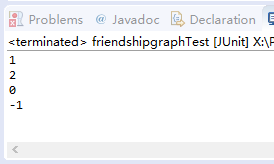 Problems @ Javadoc Declaration
<terminated> friendshipgraphTest [JUnit] X:\P
1
2
0
-1